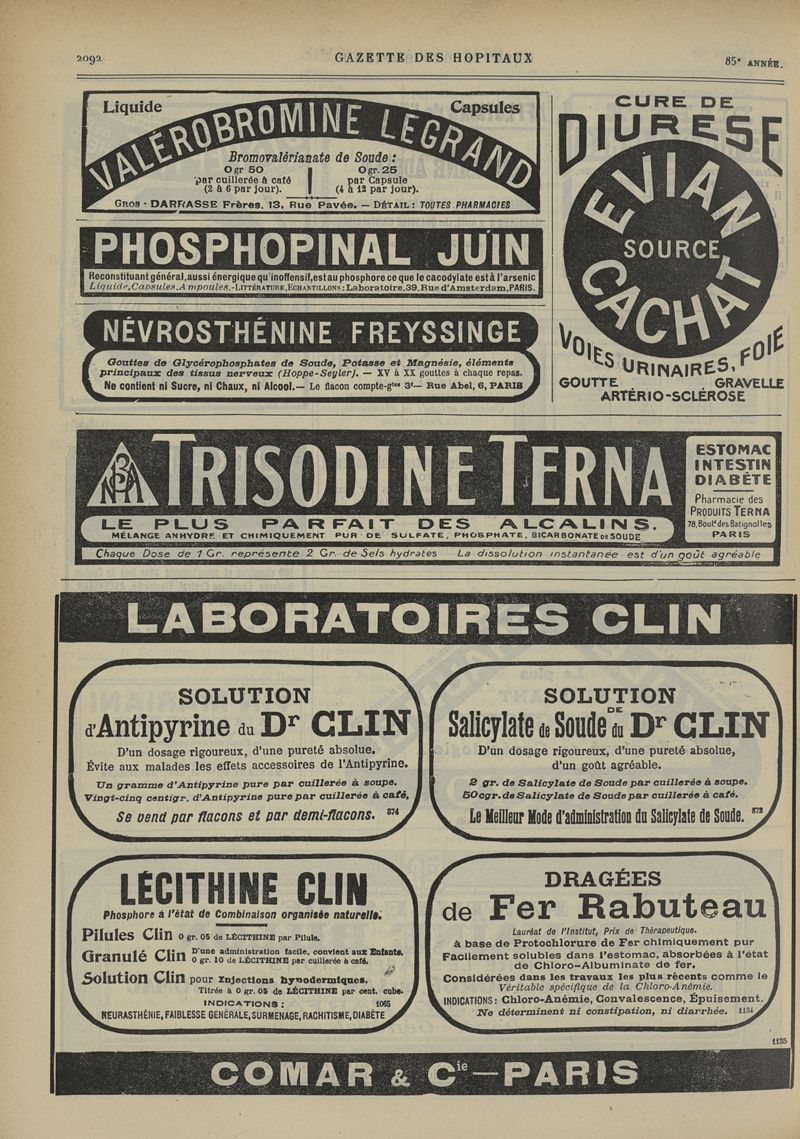 2092
GAZETTE DES HOPITAUX
85e ANNÉE.
Liquide
Capsules
VALÉROBROMINE LEGRAND
Bromovalérianate de Soude :
0 gr 50
par cuillerée à café
(2 à 6 par jour).
0 gr. 25
par Capsule
(4 à 12 par jour).
GROS · DARRASSE Frères, 13, Rue Pavée. — DÉTAIL : TOUTES PHARMACIES
PHOSPHOPINAL JUIN
Reconstituant général, aussi énergique qu'inoffensif, est au phosphore ce que le cacodylate est à l'arsenic
Liquide, Capsules, Ampoules.-LITTÉRATURE, ECHANTILLONS : Laboratoire, 39, Rue d'Amsterdam, PARIS.
NÉVROSTHÉNINE FREYSSINGE
Gouttes de Glycérophosphates de Soude, Potasse et Magnésie, éléments
principaux des tissus nerveux (Hoppe-Seyler). — XV à XX gouttes à chaque repas.
Ne contient ni Sucre, ni Chaux, ni Alcool.— Le flacon compte-gttes 3f— Rue Abel, 6, PARIS
CURE DE
DIURESE
EVIAN
SOURCE
CACHAT
VOIES URINAIRES, FOIE
GOUTTE GRAVELLE
ARTÉRIO-SCLÉROSE
TRISODINE TERNA
LE PLUS PARFAIT DES ALCALINS.
MÉLANGE ANHYDRE ET CHIMIQUEMENT PUR DE SULFATE, PHOSPHATE, BICARBONATE DE SOUDE
ESTOMAC
INTESTIN
DIABÈTE
Pharmacie des
PRODUITS TERNA
78, Bould des Batignolles
PARIS
Chaque Dose de 1 Gr. représente 2 Gr. de Sels hydrates La dissolution instantanée est d'un goût agréable
LABORATOIRES CLIN
SOLUTION
d'Antipyrine du Dr CLIN
D'un dosage rigoureux, d'une pureté absolue.
Évite aux malades les effets accessoires de l'Antipyrine.
Un gramme d'Antipyrine pure par cuillerée à soupe.
Vingt-cinq centigr. d'Antipyrine pure par cuillerée à café.
Se vend par flacons et par demi-flacons. 874
SOLUTION
DE
Salicylate de Soude du Dr CLIN
D'un dosage rigoureux, d'une pureté absolue,
d'un goût agréable.
2 gr. de Salicylate de Soude par cuillerée à soupe.
50 cgr. de Salicylate de Soude par cuillerée à café.
Le Meilleur Mode d'administration du Salicylate de Soude. 872
LÉCITHINE CLIN
Phosphore à l'état de Combinaison organisée naturelle.
Pilules Clin 0 gr. 05 de LÉCITHINE par Pilule.
Granulé Clin D'une administration facile, convient aux Enfants.
0 gr. 10 de LÉCITHINE par cuillerée à café.
Solution Clin pour Injections hypodermiques.
Titrée à 0 gr. 05 de LÉCITHINE par cent. cube.
INDICATIONS : 1065
NEURASTHÉNIE, FAIBLESSE GÉNÉRALE, SURMENAGE, RACHITISME, DIABÈTE
DRAGÉES
de Fer Rabuteau
Lauréat de l'Institut, Prix de Thérapeutique.
à base de Protochlorure de Fer chimiquement pur
Facilement solubles dans l'estomac, absorbées à l'état
de Chloro-Albuminate de fer.
Considérées dans les travaux les plus récents comme le
Véritable spécifique de la Chloro-Anémie.
INDICATIONS : Chloro-Anémie, Convalescence, Épuisement.
Ne déterminent ni constipation, ni diarrhée. 1134
1135
COMAR & Cie — PARIS